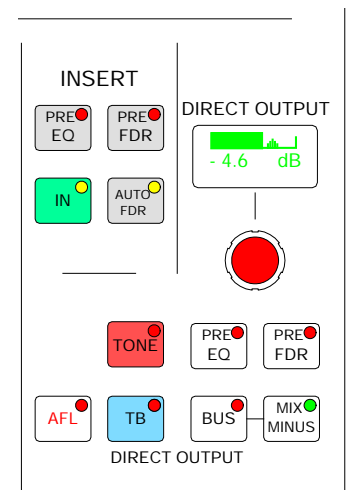 INSERT
PRE
EQ
PRE
FDR
DIRECT OUTPUT
- 4.6 dB
IN
AUTO
FDR
TONE
PRE
EQ
PRE
FDR
AFL
TB
BUS
MIX
MINUS
DIRECT OUTPUT